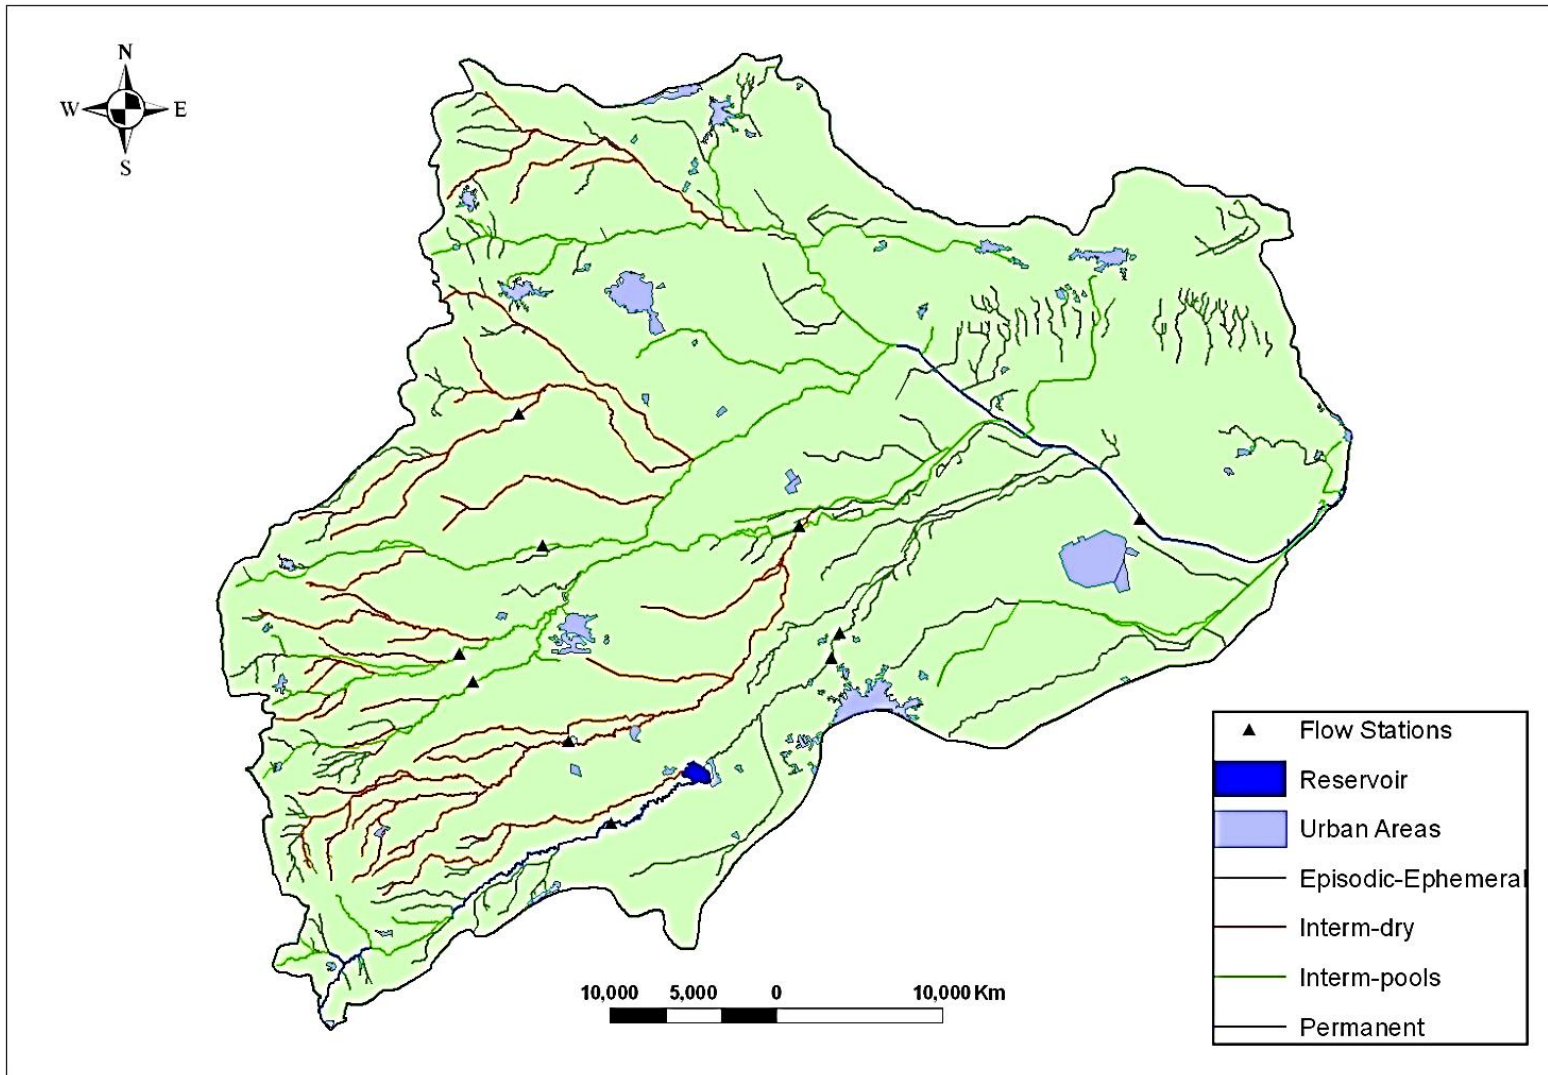 N
W E
S
Flow Stations
Reservoir
Urban Areas
Episodic-Ephemeral
Interm-dry
Interm-pools
Permanent
10,000 5,000 0 10,000 Km